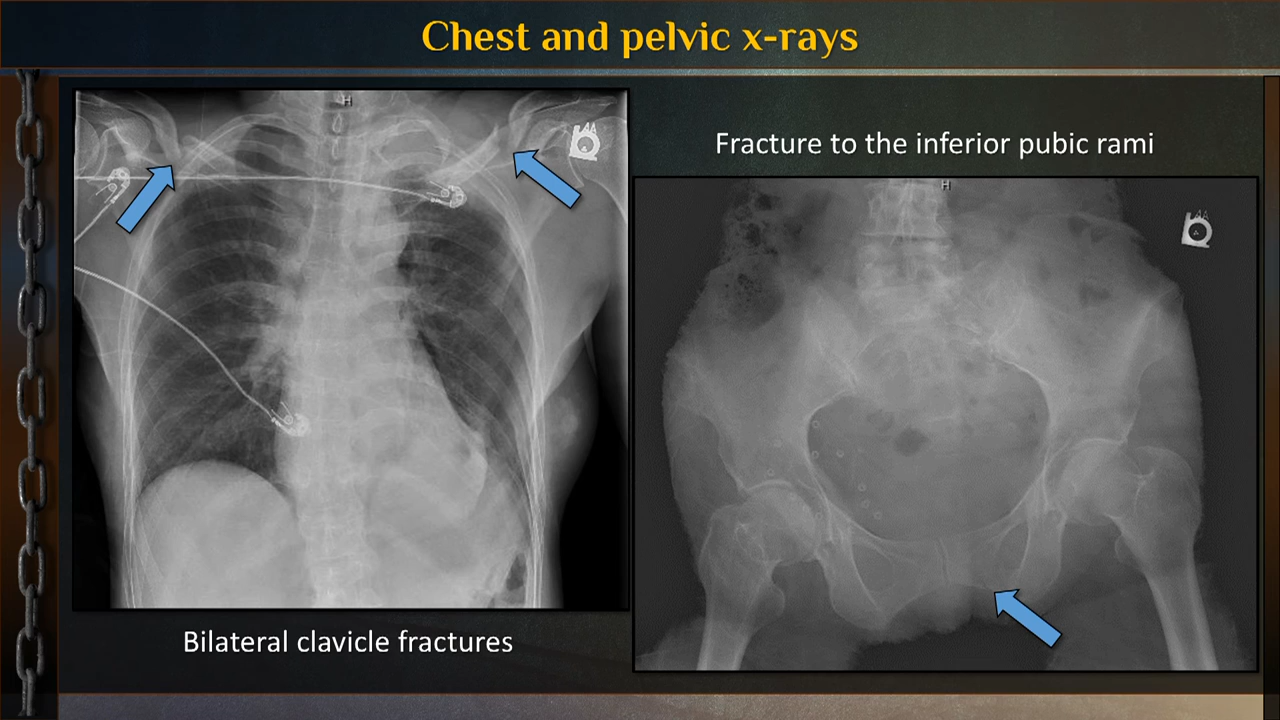 Chest and pelvic x-rays
H
Fracture to the inferior pubic rami
H
Bilateral clavicle fractures